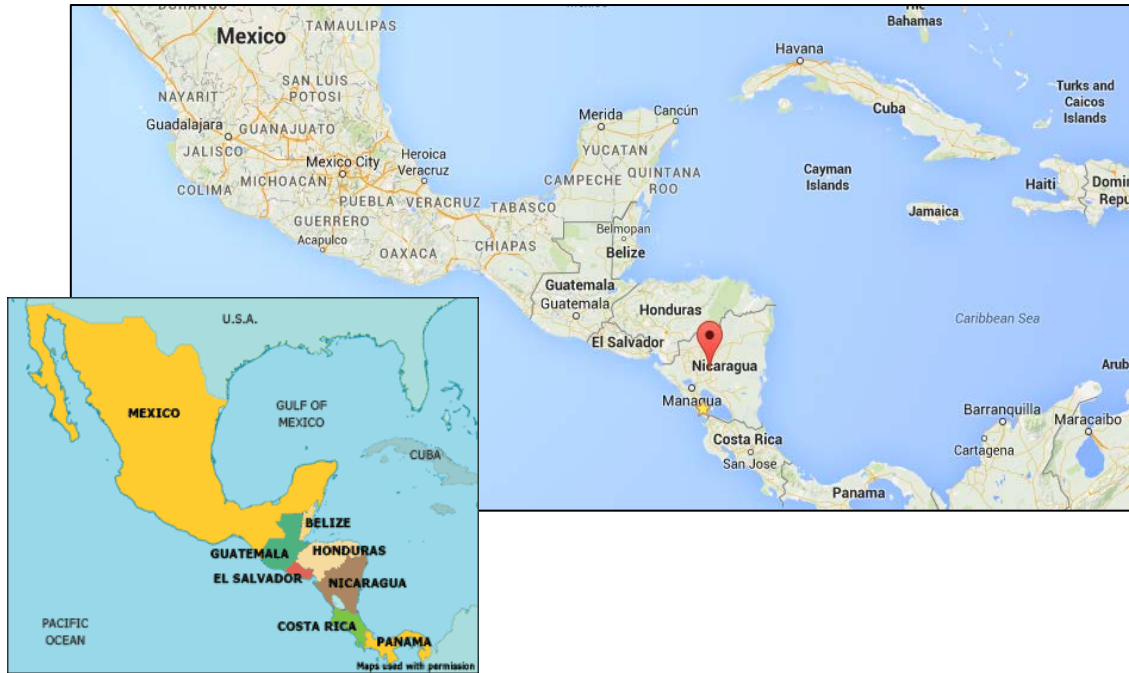 The
Bahamas
Mexico
TAMAULIPAS
Havana
SAN LUIS
POTOSI
NAYARIT
Turks and
Caicos
Islands
Merida
Cancún
Cuba
Guadalajara
GUANAJUATO
JALISCO
YUCATAN
Mexico City
Heroica
Veracruz
Cayman
Islands
CAMPECHE
QUINTANA
ROO
Haiti
Domin
Repu
COLIMA
MICHOACÁN
PUEBLA
VERACRUZ
TABASCO
Jamaica
GUERRERO
Belmopan
Acapulco
OAXACA
CHIAPAS
Belize
Guatemala
Guatemala
Honduras
Caribbean Sea
El Salvador
Nicaragua
Arub
Managua
Barranquilla
Maracaibo
Costa Rica
San Jose
Cartagena
Panama
U.S.A.
MEXICO
GULF OF
MEXICO
CUBA
BELIZE
GUATEMALA
HONDURAS
EL SALVADOR
NICARAGUA
PACIFIC
OCEAN
COSTA RICA
PANAMA
Maps used with permission